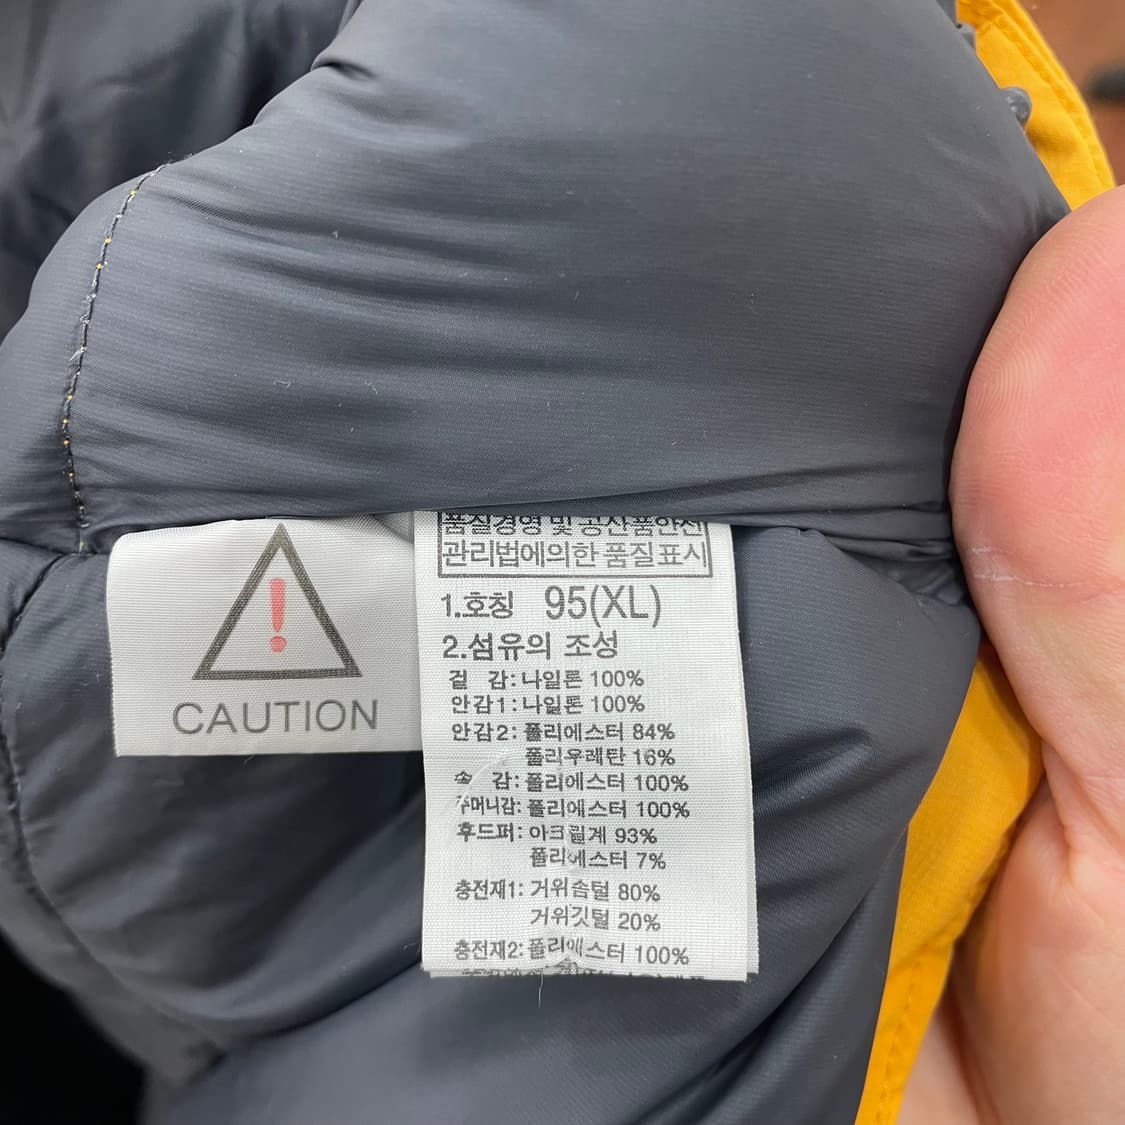 !
CAUTION
품질경영 및 공산품안전
관리법에의한 품질표시
1.호칭 95(XL)
2.섬유의 조성
겉 감: 나일론 100%
안감1: 나일론 100%
안감2: 폴리에스터 84%
폴리우레탄 16%
솜 감: 폴리에스터 100%
주머니감: 폴리에스터 100%
후드퍼: 아크릴계 93%
폴리에스터 7%
충전재1: 거위솜털 80%
거위깃털 20%
충전재2: 폴리에스터 100%